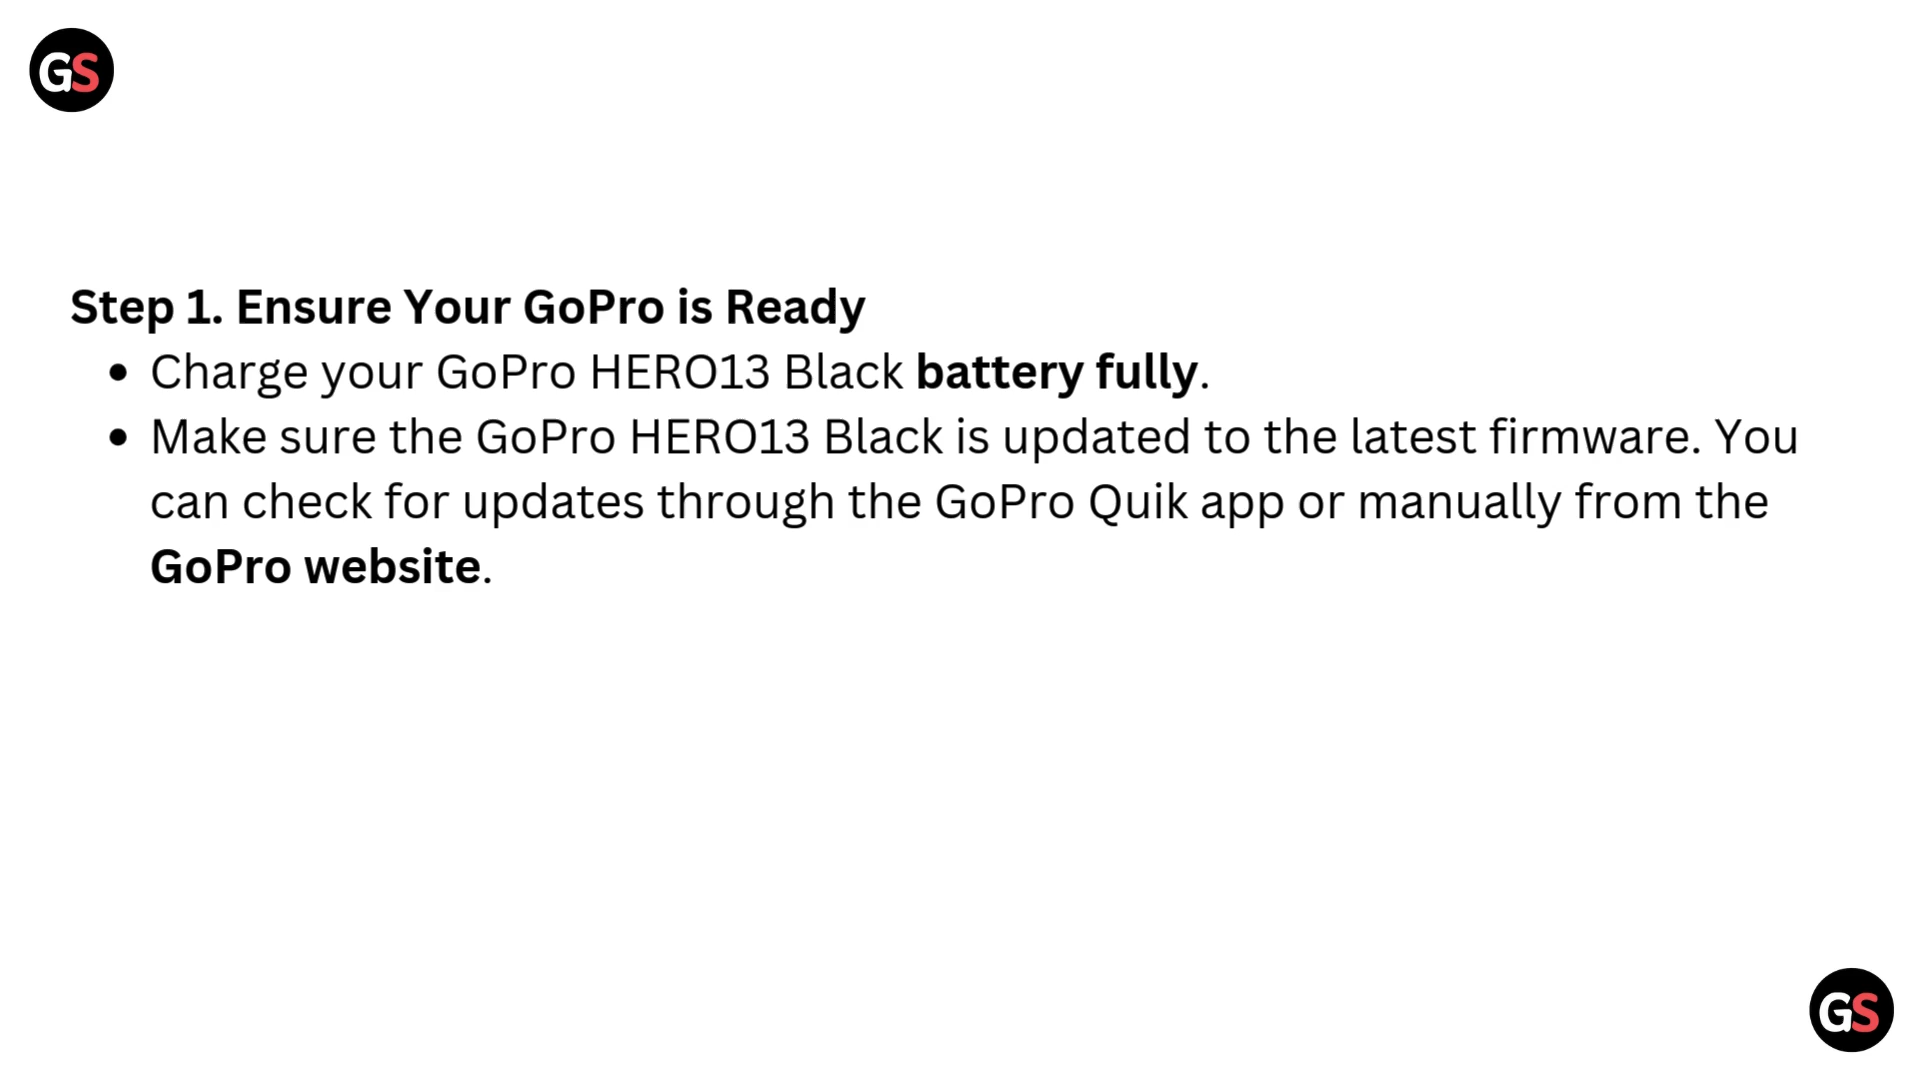 GS
Step 1. Ensure Your GoPro is Ready
• Charge your GoPro HERO13 Black battery fully.
• Make sure the GoPro HERO13 Black is updated to the latest firmware. You
can check for updates through the GoPro Quik app or manually from the
GoPro website.
GS